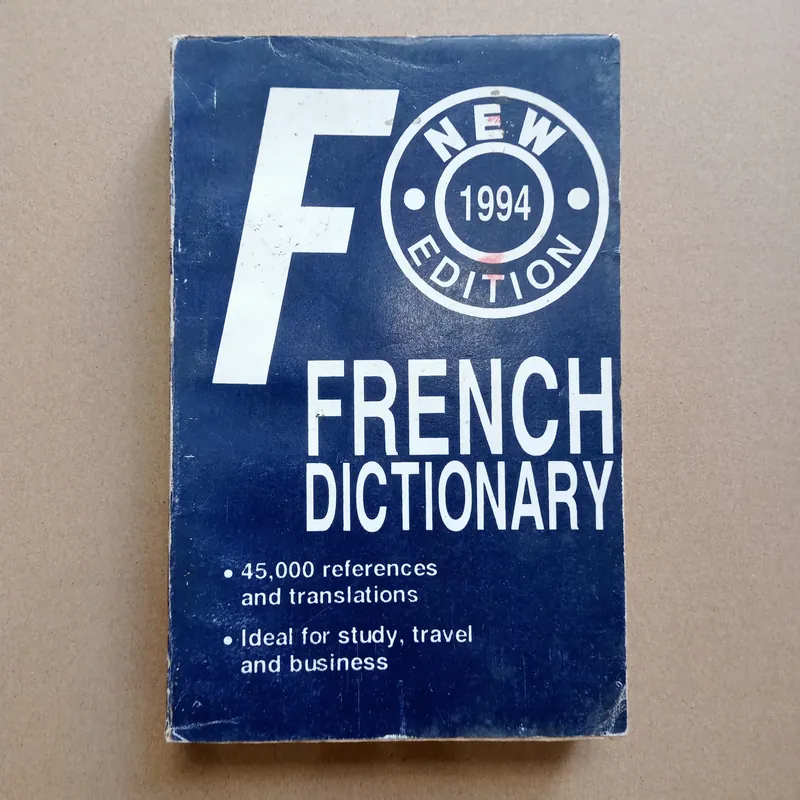 F
NEW
1994
EDITION
FRENCH
DICTIONARY
• 45,000 references
and translations
• Ideal for study, travel
and business